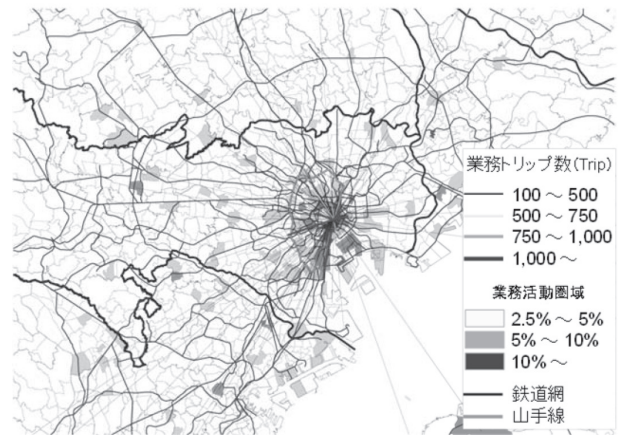 業務トリップ数(Trip)
100 ～ 500
500 ～ 750
750 ～ 1,000
1,000 ～
業務活動圏域
2.5% ～ 5%
5% ～ 10%
10% ～
鉄道網
山手線